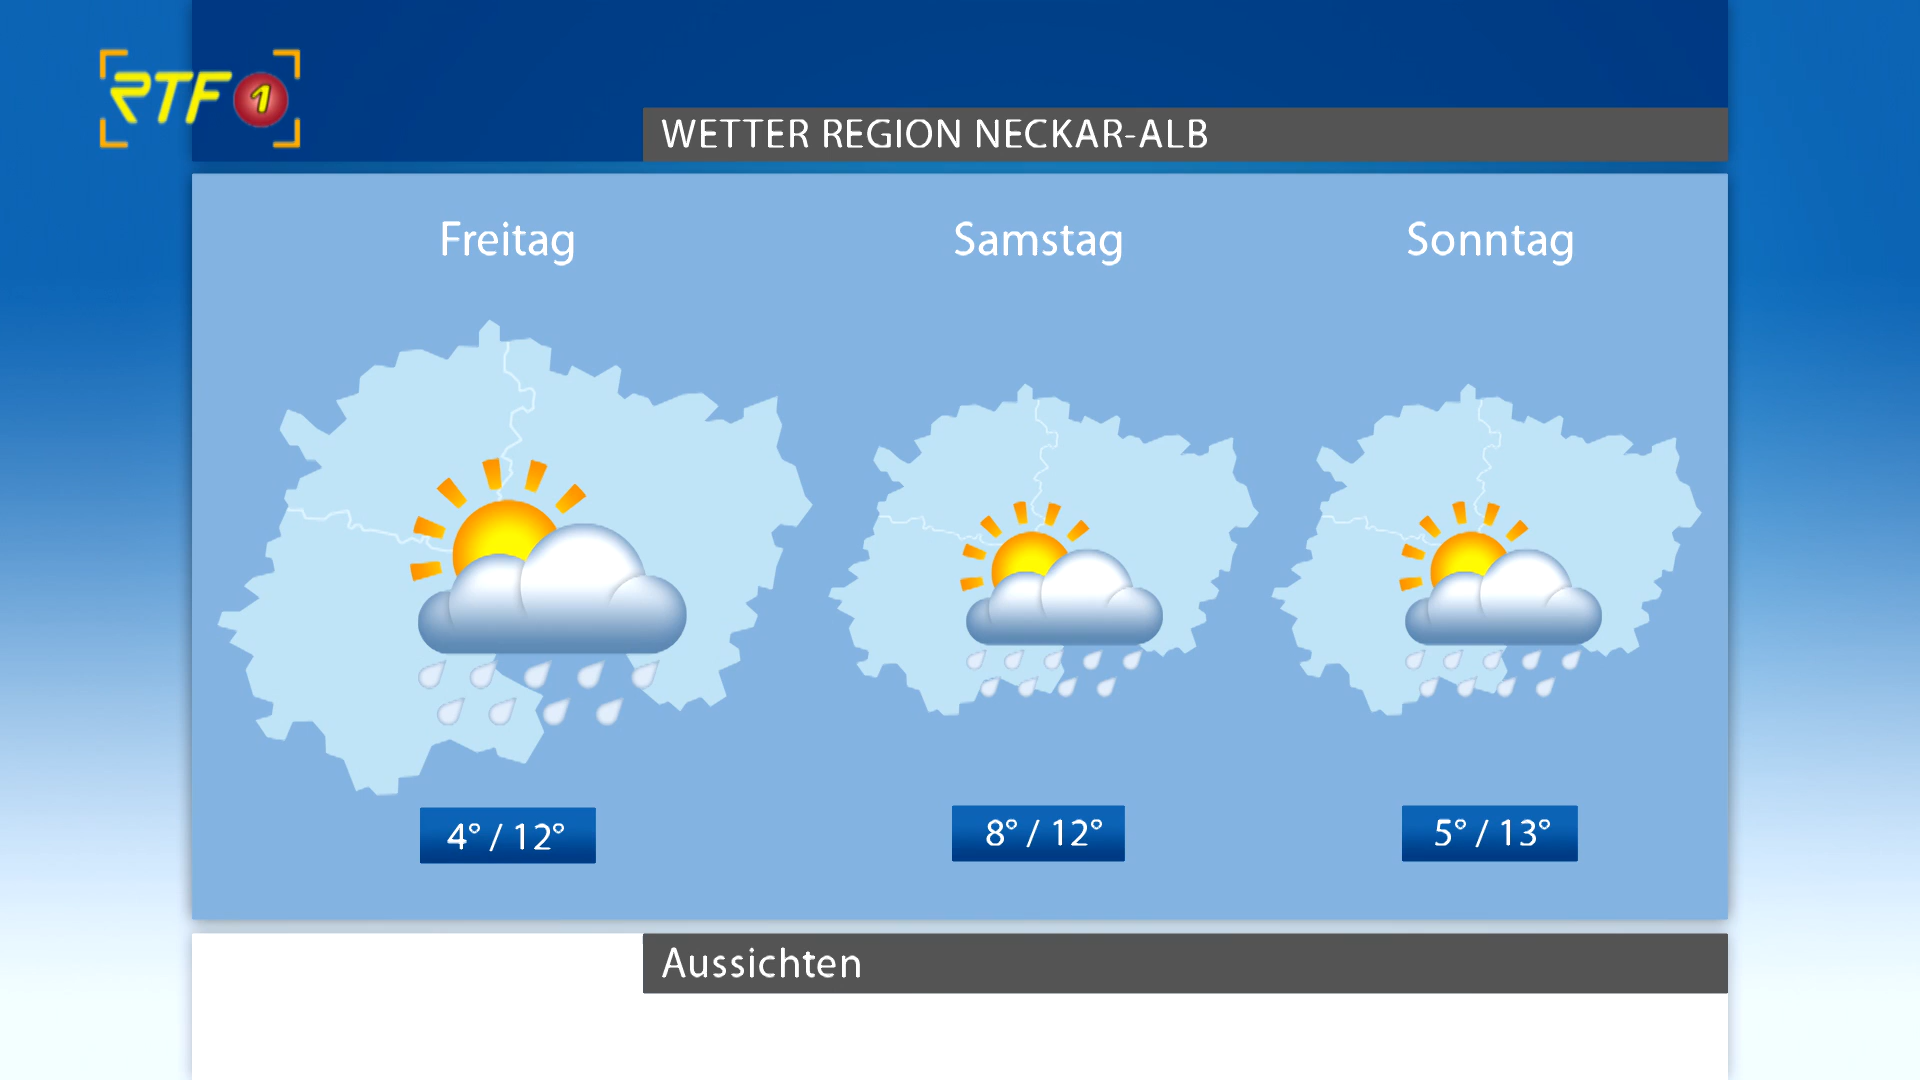 RTF 1
WETTER REGION NECKAR-ALB
Freitag
Samstag
Sonntag
4° / 12°
8° / 12°
5° / 13°
Aussichten